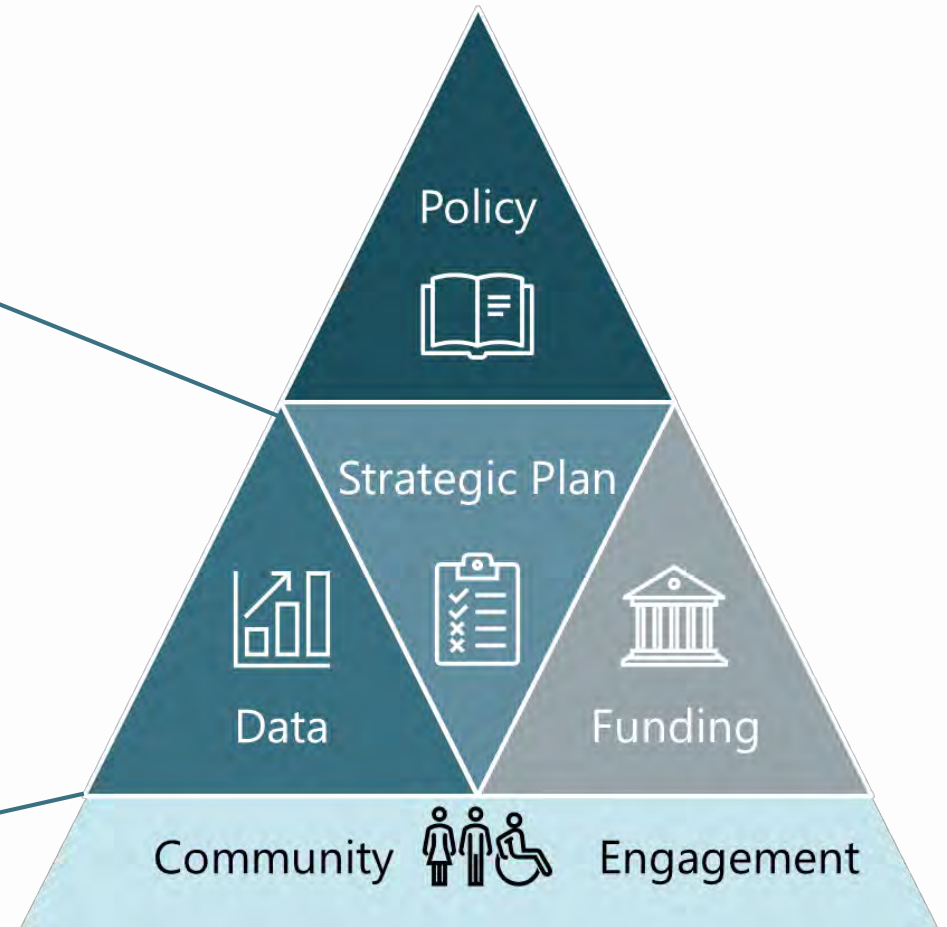 Policy
Strategic Plan
Data
Funding
Community Engagement